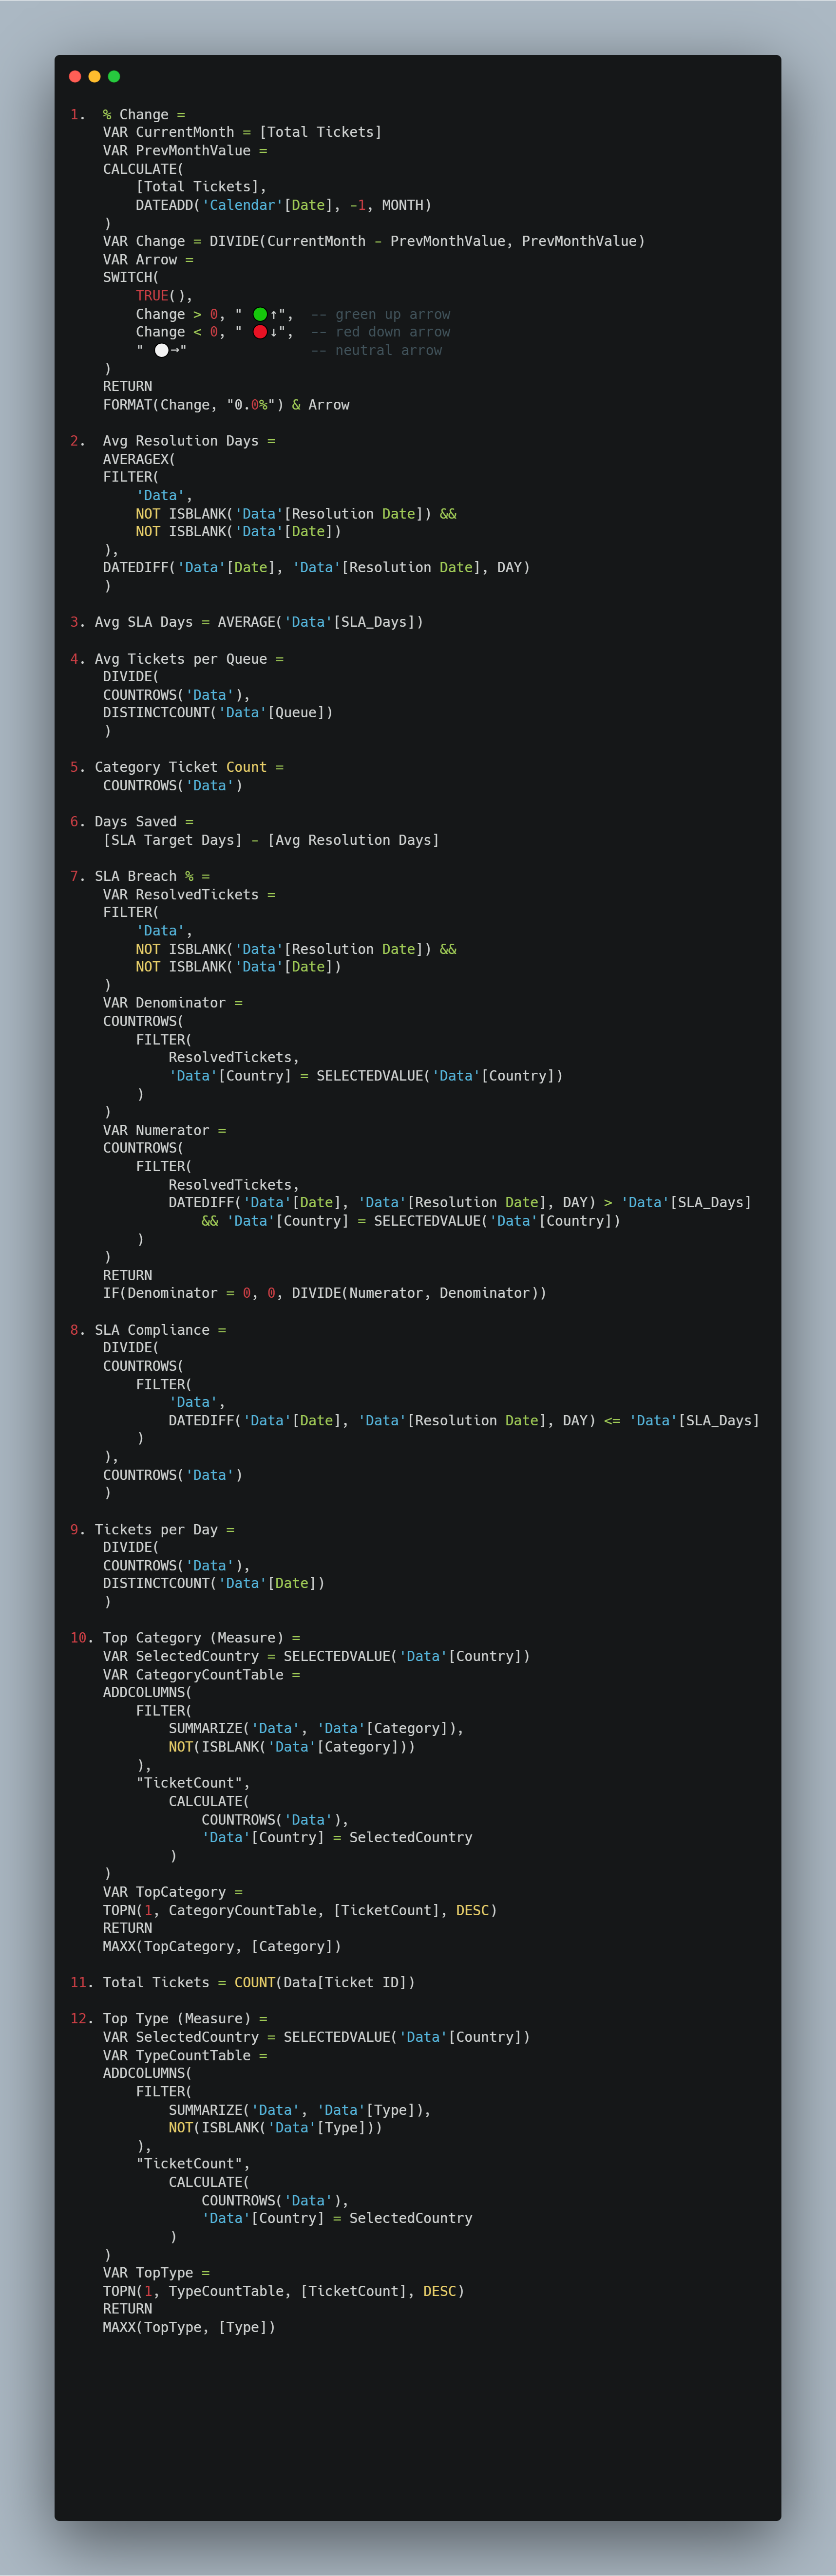 1.  % Change =
    VAR CurrentMonth = [Total Tickets]
    VAR PrevMonthValue =
    CALCULATE(
        [Total Tickets],
        DATEADD('Calendar'[Date], -1, MONTH)
    )
    VAR Change = DIVIDE(CurrentMonth - PrevMonthValue, PrevMonthValue)
    VAR Arrow =
    SWITCH(
        TRUE(),
        Change > 0, " 🟢↑",  -- green up arrow
        Change < 0, " 🔴↓",  -- red down arrow
        " ⚪→"               -- neutral arrow
    )
    RETURN
    FORMAT(Change, "0.0%") & Arrow

2.  Avg Resolution Days =
    AVERAGEX(
    FILTER(
        'Data',
        NOT ISBLANK('Data'[Resolution Date]) &&
        NOT ISBLANK('Data'[Date])
    ),
    DATEDIFF('Data'[Date], 'Data'[Resolution Date], DAY)
    )

3. Avg SLA Days = AVERAGE('Data'[SLA_Days])

4. Avg Tickets per Queue =
    DIVIDE(
    COUNTROWS('Data'),
    DISTINCTCOUNT('Data'[Queue])
    )

5. Category Ticket Count =
    COUNTROWS('Data')

6. Days Saved =
    [SLA Target Days] - [Avg Resolution Days]

7. SLA Breach % =
    VAR ResolvedTickets =
    FILTER(
        'Data',
        NOT ISBLANK('Data'[Resolution Date]) &&
        NOT ISBLANK('Data'[Date])
    )
    VAR Denominator =
    COUNTROWS(
        FILTER(
            ResolvedTickets,
            'Data'[Country] = SELECTEDVALUE('Data'[Country])
        )
    )
    VAR Numerator =
    COUNTROWS(
        FILTER(
            ResolvedTickets,
            DATEDIFF('Data'[Date], 'Data'[Resolution Date], DAY) > 'Data'[SLA_Days]
                && 'Data'[Country] = SELECTEDVALUE('Data'[Country])
        )
    )
    RETURN
    IF(Denominator = 0, 0, DIVIDE(Numerator, Denominator))

8. SLA Compliance =
    DIVIDE(
    COUNTROWS(
        FILTER(
            'Data',
            DATEDIFF('Data'[Date], 'Data'[Resolution Date], DAY) <= 'Data'[SLA_Days]
        )
    ),
    COUNTROWS('Data')
    )

9. Tickets per Day =
    DIVIDE(
    COUNTROWS('Data'),
    DISTINCTCOUNT('Data'[Date])
    )

10. Top Category (Measure) =
    VAR SelectedCountry = SELECTEDVALUE('Data'[Country])
    VAR CategoryCountTable =
    ADDCOLUMNS(
        FILTER(
            SUMMARIZE('Data', 'Data'[Category]),
            NOT(ISBLANK('Data'[Category]))
        ),
        "TicketCount",
            CALCULATE(
                COUNTROWS('Data'),
                'Data'[Country] = SelectedCountry
            )
    )
    VAR TopCategory =
    TOPN(1, CategoryCountTable, [TicketCount], DESC)
    RETURN
    MAXX(TopCategory, [Category])

11. Total Tickets = COUNT(Data[Ticket ID])

12. Top Type (Measure) =
    VAR SelectedCountry = SELECTEDVALUE('Data'[Country])
    VAR TypeCountTable =
    ADDCOLUMNS(
        FILTER(
            SUMMARIZE('Data', 'Data'[Type]),
            NOT(ISBLANK('Data'[Type]))
        ),
        "TicketCount",
            CALCULATE(
                COUNTROWS('Data'),
                'Data'[Country] = SelectedCountry
            )
    )
    VAR TopType =
    TOPN(1, TypeCountTable, [TicketCount], DESC)
    RETURN
    MAXX(TopType, [Type])